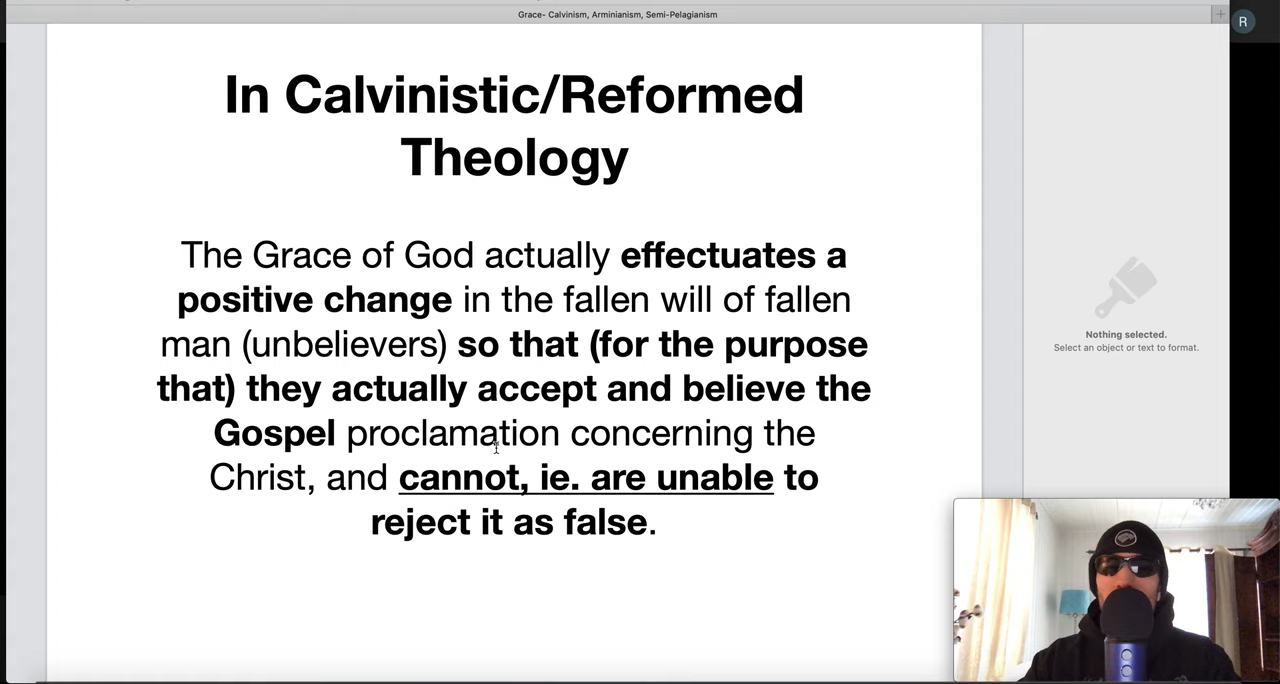 Grace- Calvinism, Arminianism, Semi-Pelagianism
R
In Calvinistic/Reformed
Theology
The Grace of God actually effectuates a
positive change in the fallen will of fallen
man (unbelievers) so that (for the purpose
that) they actually accept and believe the
Gospel proclamation concerning the
Christ, and cannot, ie. are unable to
reject it as false.
Nothing selected.
Select an object or text to format.